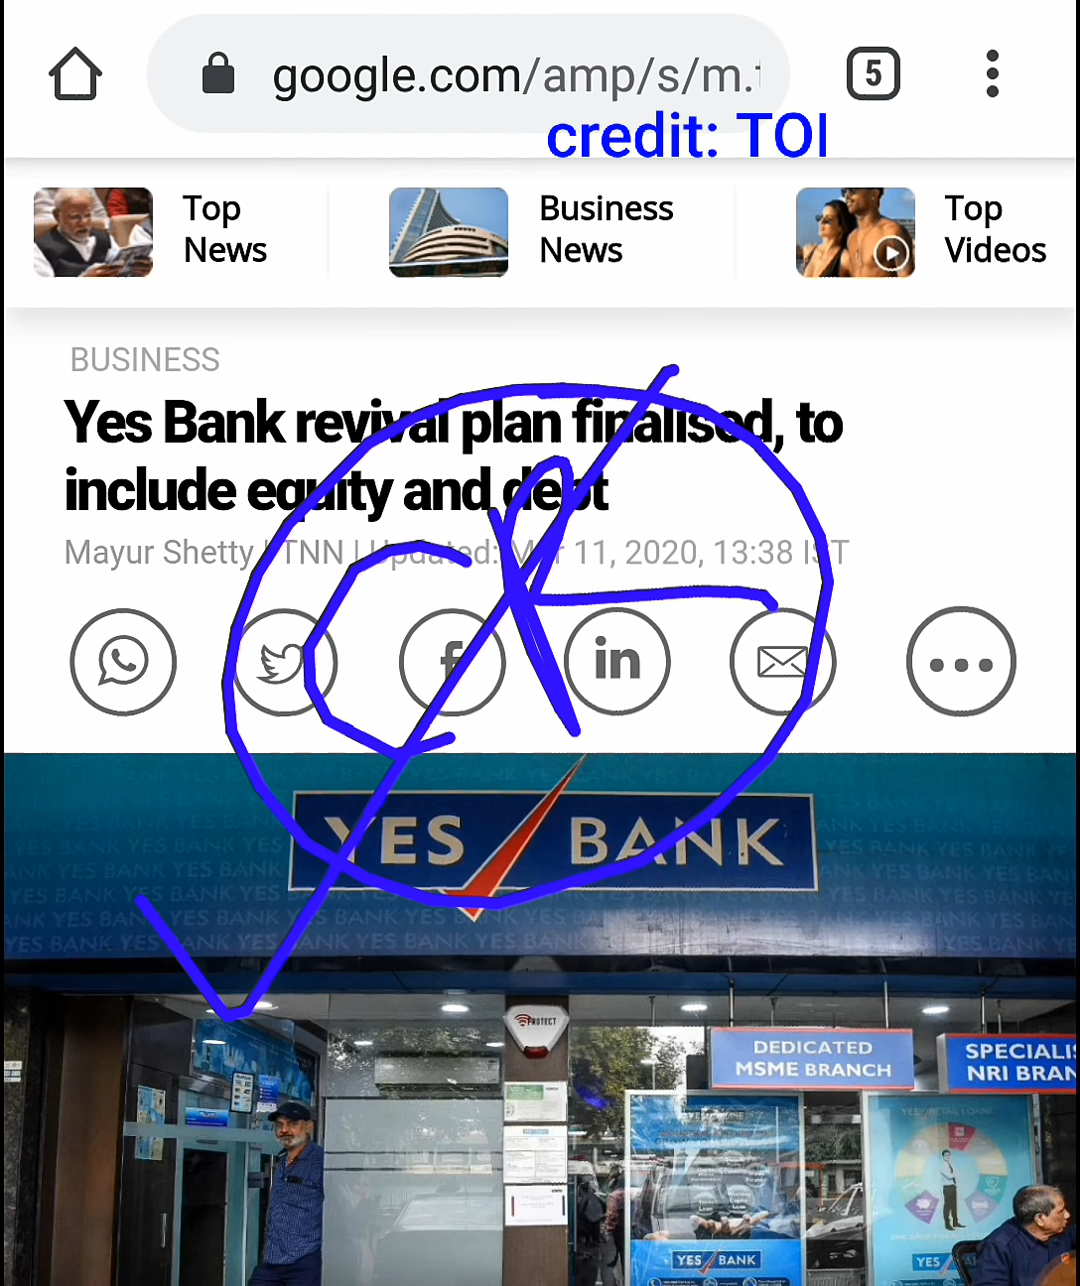 google.com/amp/s/m.
5
credit: TOI
Top
News
Business
News
Top
Videos
BUSINESS
Yes Bank revival plan finalised, to
include equity and debt
Mayur Shetty | TNN | Updated: Mar 11, 2020, 13:38 IST
f
in
YES BANK
PROTECT
DEDICATED
MSME BRANCH
SPECIALIS
NRI BRAN
YES BANK
YES